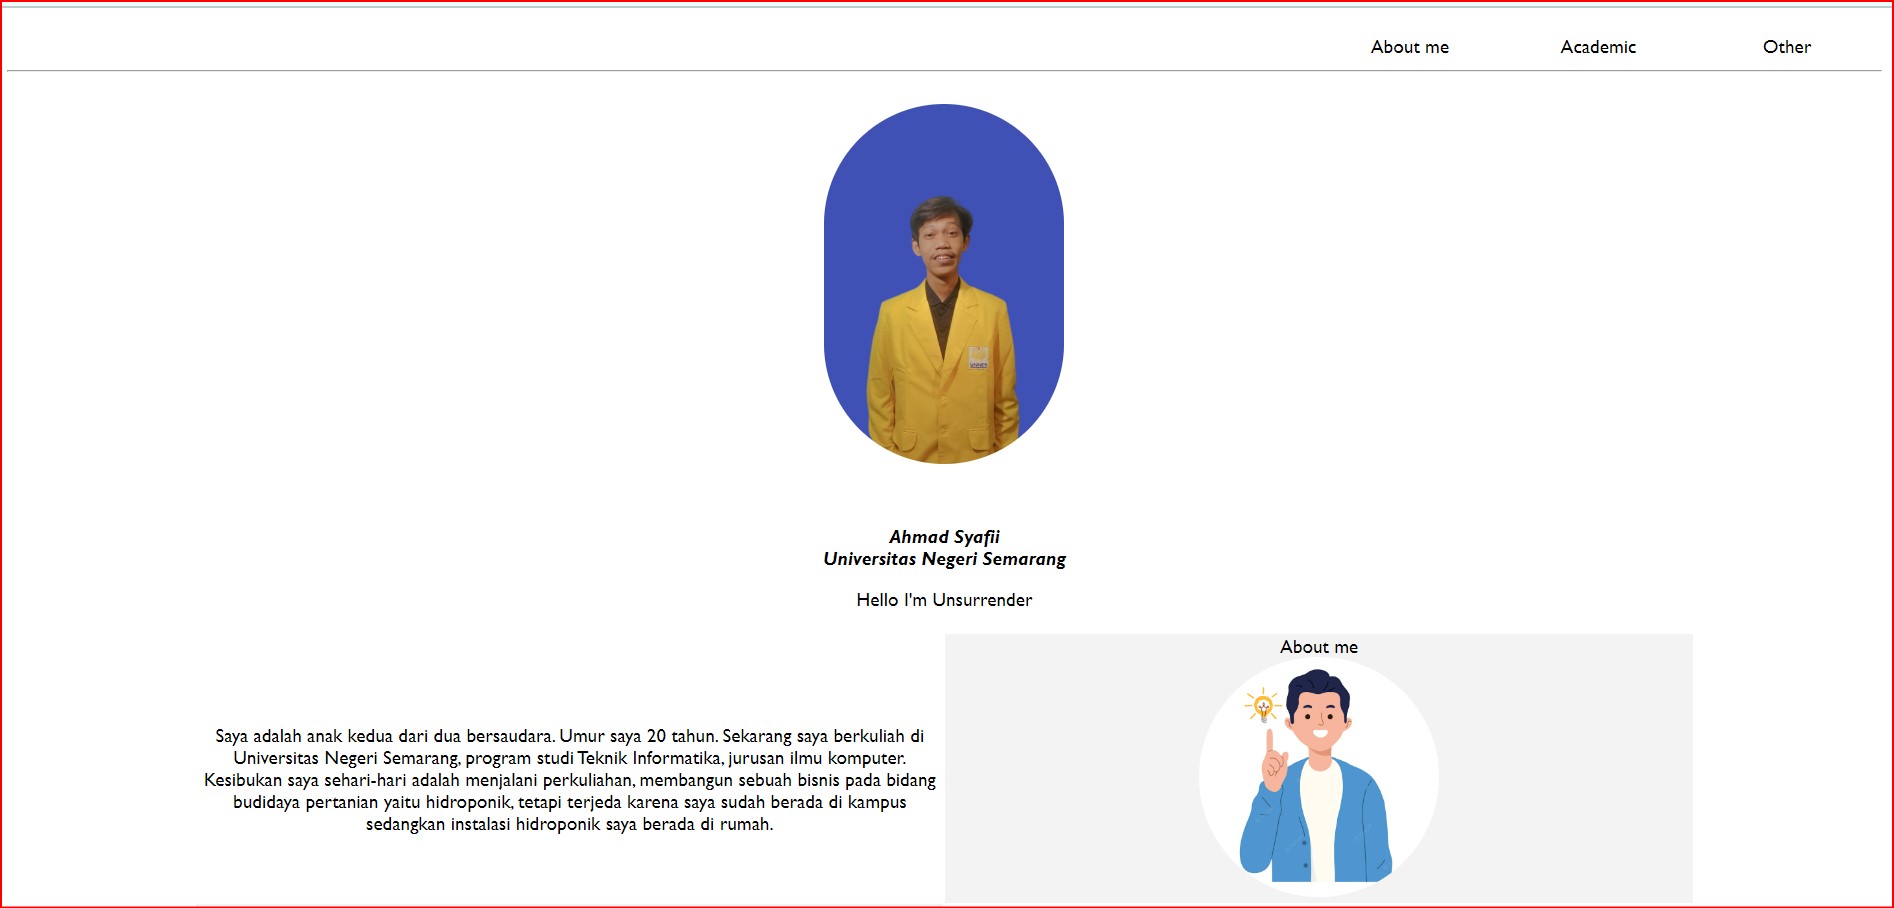 About me
Academic
Other
Ahmad Syafii
Universitas Negeri Semarang
Hello I'm Unsurrender
About me
Saya adalah anak kedua dari dua bersaudara. Umur saya 20 tahun. Sekarang saya berkuliah di
Universitas Negeri Semarang, program studi Teknik Informatika, jurusan ilmu komputer.
Kesibukan saya sehari-hari adalah menjalani perkuliahan, membangun sebuah bisnis pada bidang
budidaya pertanian yaitu hidroponik, tetapi terjeda karena saya sudah berada di kampus
sedangkan instalasi hidroponik saya berada di rumah.